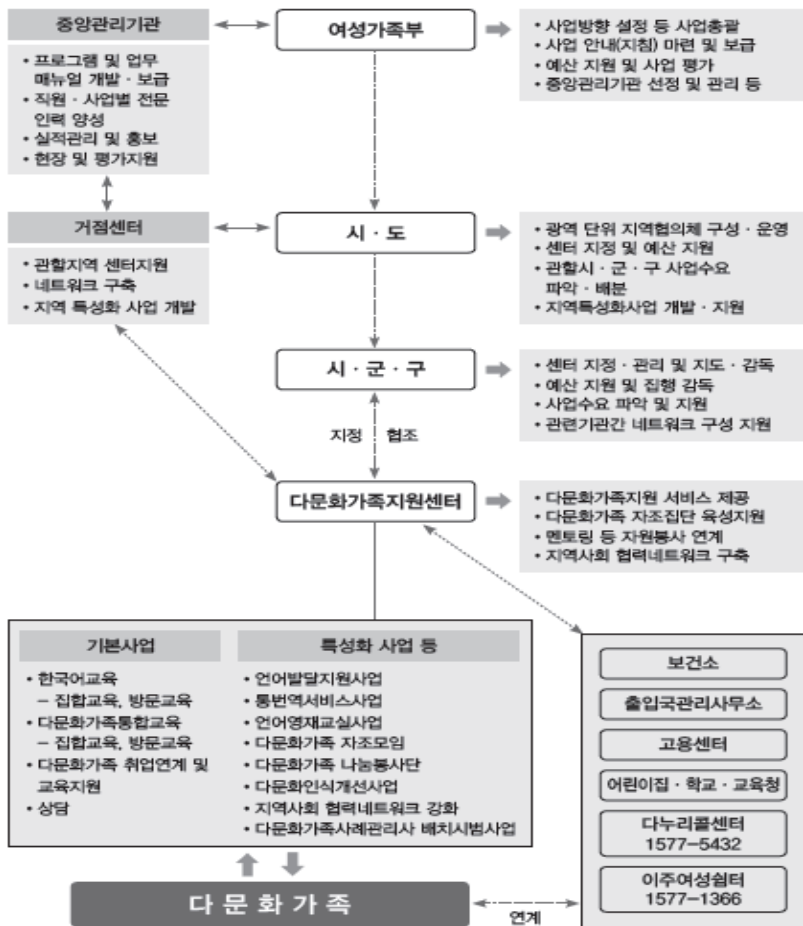 중앙관리기관
• 프로그램 및 업무
매뉴얼 개발 · 보급
• 직원 · 사업별 전문
인력 양성
• 실적관리 및 홍보
• 현장 및 평가지원
여성가족부
• 사업방향 설정 등 사업총괄
• 사업 안내(지침) 마련 및 보급
• 예산 지원 및 사업 평가
• 중앙관리기관 선정 및 관리 등
거점센터
• 관할지역 센터지원
• 네트워크 구축
• 지역 특성화 사업 개발
시 · 도
• 광역 단위 지역협의체 구성 · 운영
• 센터 지정 및 예산 지원
• 관할시 · 군 · 구 사업수요
파악 · 배분
• 지역특성화사업 개발 · 지원
시 · 군 · 구
• 센터 지정 · 관리 및 지도 · 감독
• 예산 지원 및 집행 감독
• 사업수요 파악 및 지원
• 관련기관간 네트워크 구성 지원
지정 협조
다문화가족지원센터
• 다문화가족지원 서비스 제공
• 다문화가족 자조집단 육성지원
• 멘토링 등 자원봉사 연계
• 지역사회 협력네트워크 구축
기본사업
• 한국어교육
– 집합교육, 방문교육
• 다문화가족통합교육
– 집합교육, 방문교육
• 다문화가족 취업연계 및
교육지원
• 상담
특성화 사업 등
• 언어발달지원사업
• 통번역서비스사업
• 언어영재교실사업
• 다문화가족 자조모임
• 다문화가족 나눔봉사단
• 다문화인식개선사업
• 지역사회 협력네트워크 강화
• 다문화가족사례관리사 배치시범사업
보건소
출입국관리사무소
고용센터
어린이집 · 학교 · 교육청
다누리콜센터
1577–5432
이주여성쉼터
1577–1366
다문화가족
연계